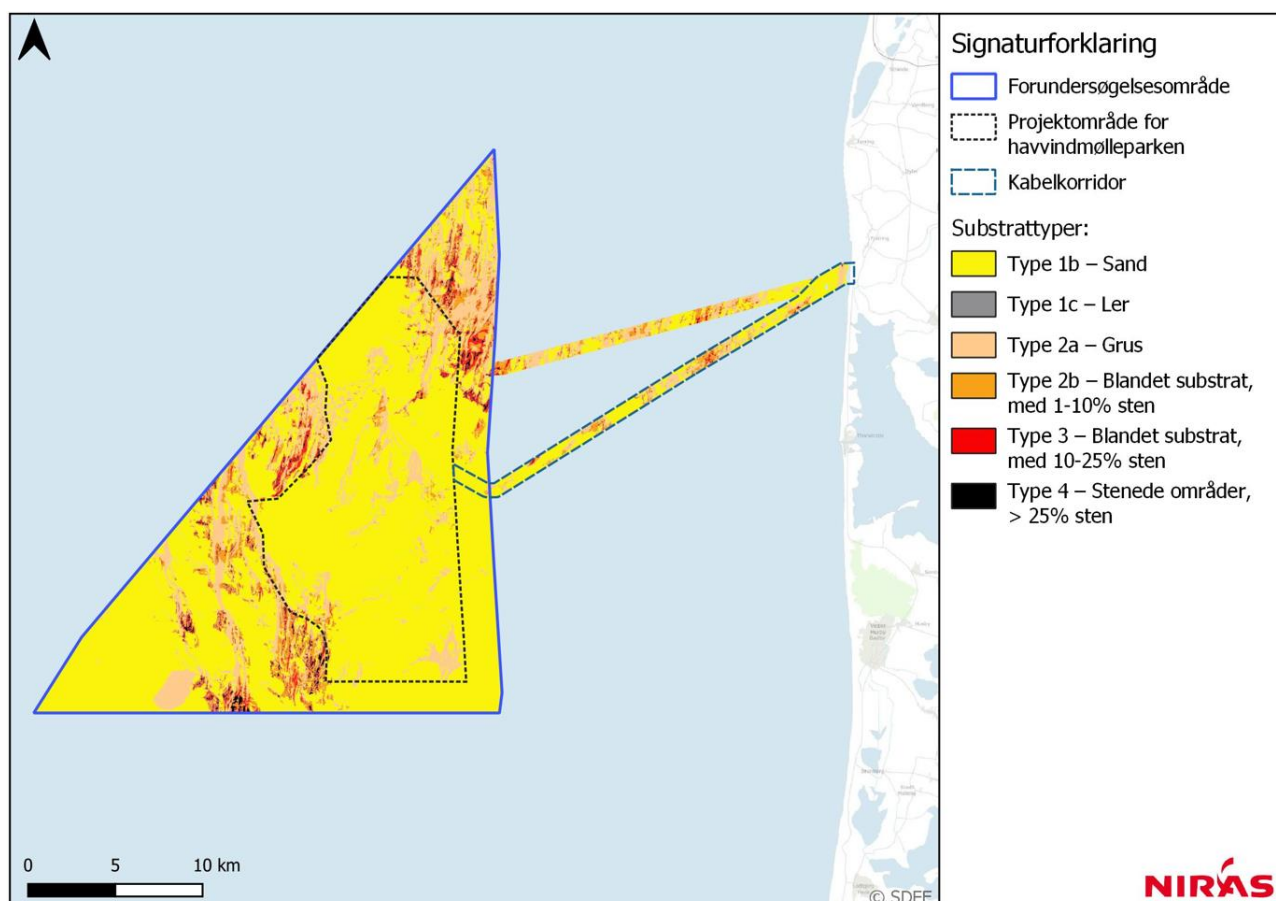 Signaturforklaring
Forundersøgelsesområde
Projektområde for
havvindmølleparken
Kabelkorridor
Substrattyper:
Type 1b – Sand
Type 1c – Ler
Type 2a – Grus
Type 2b – Blandet substrat,
med 1-10% sten
Type 3 – Blandet substrat,
med 10-25% sten
Type 4 – Stenede områder,
> 25% sten
0 5 10 km
© SDFE
NIRAS